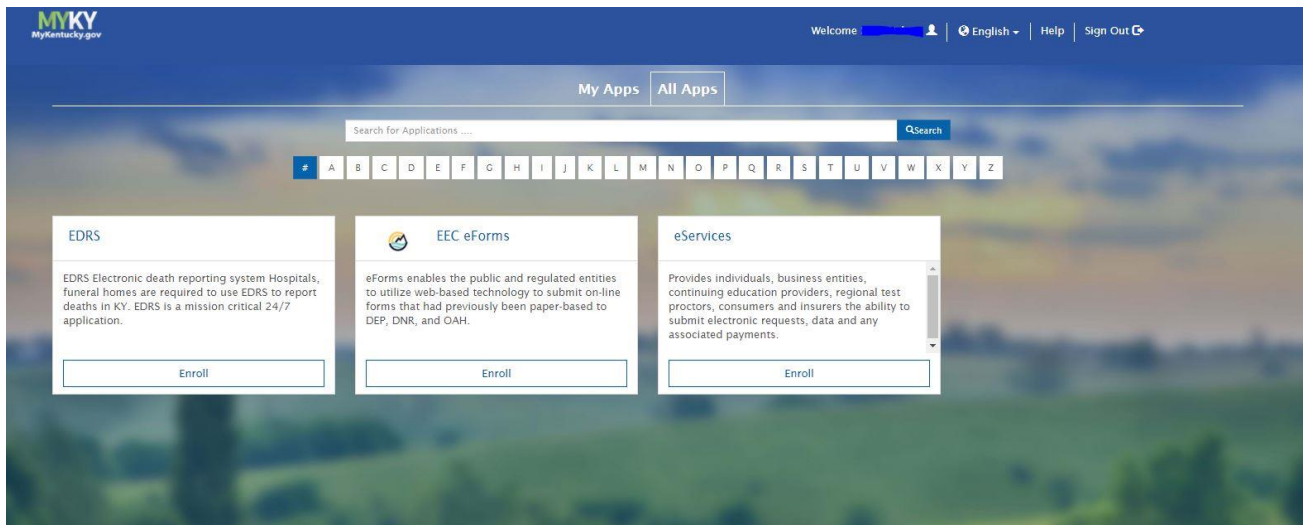 MYKY
MyKentucky.gov
Welcome
English
Help
Sign Out
My Apps
All Apps
Search for Applications ....
Search
# A B C D E F G H I J K L M N O P Q R S T U V W X Y Z
EDRS
EDRS Electronic death reporting system Hospitals,
funeral homes are required to use EDRS to report
deaths in KY. EDRS is a mission critical 24/7
application.
Enroll
EEC eForms
eForms enables the public and regulated entities
to utilize web-based technology to submit on-line
forms that had previously been paper-based to
DEP, DNR, and OAH.
Enroll
eServices
Provides individuals, business entities,
continuing education providers, regional test
proctors, consumers and insurers the ability to
submit electronic requests, data and any
associated payments.
Enroll